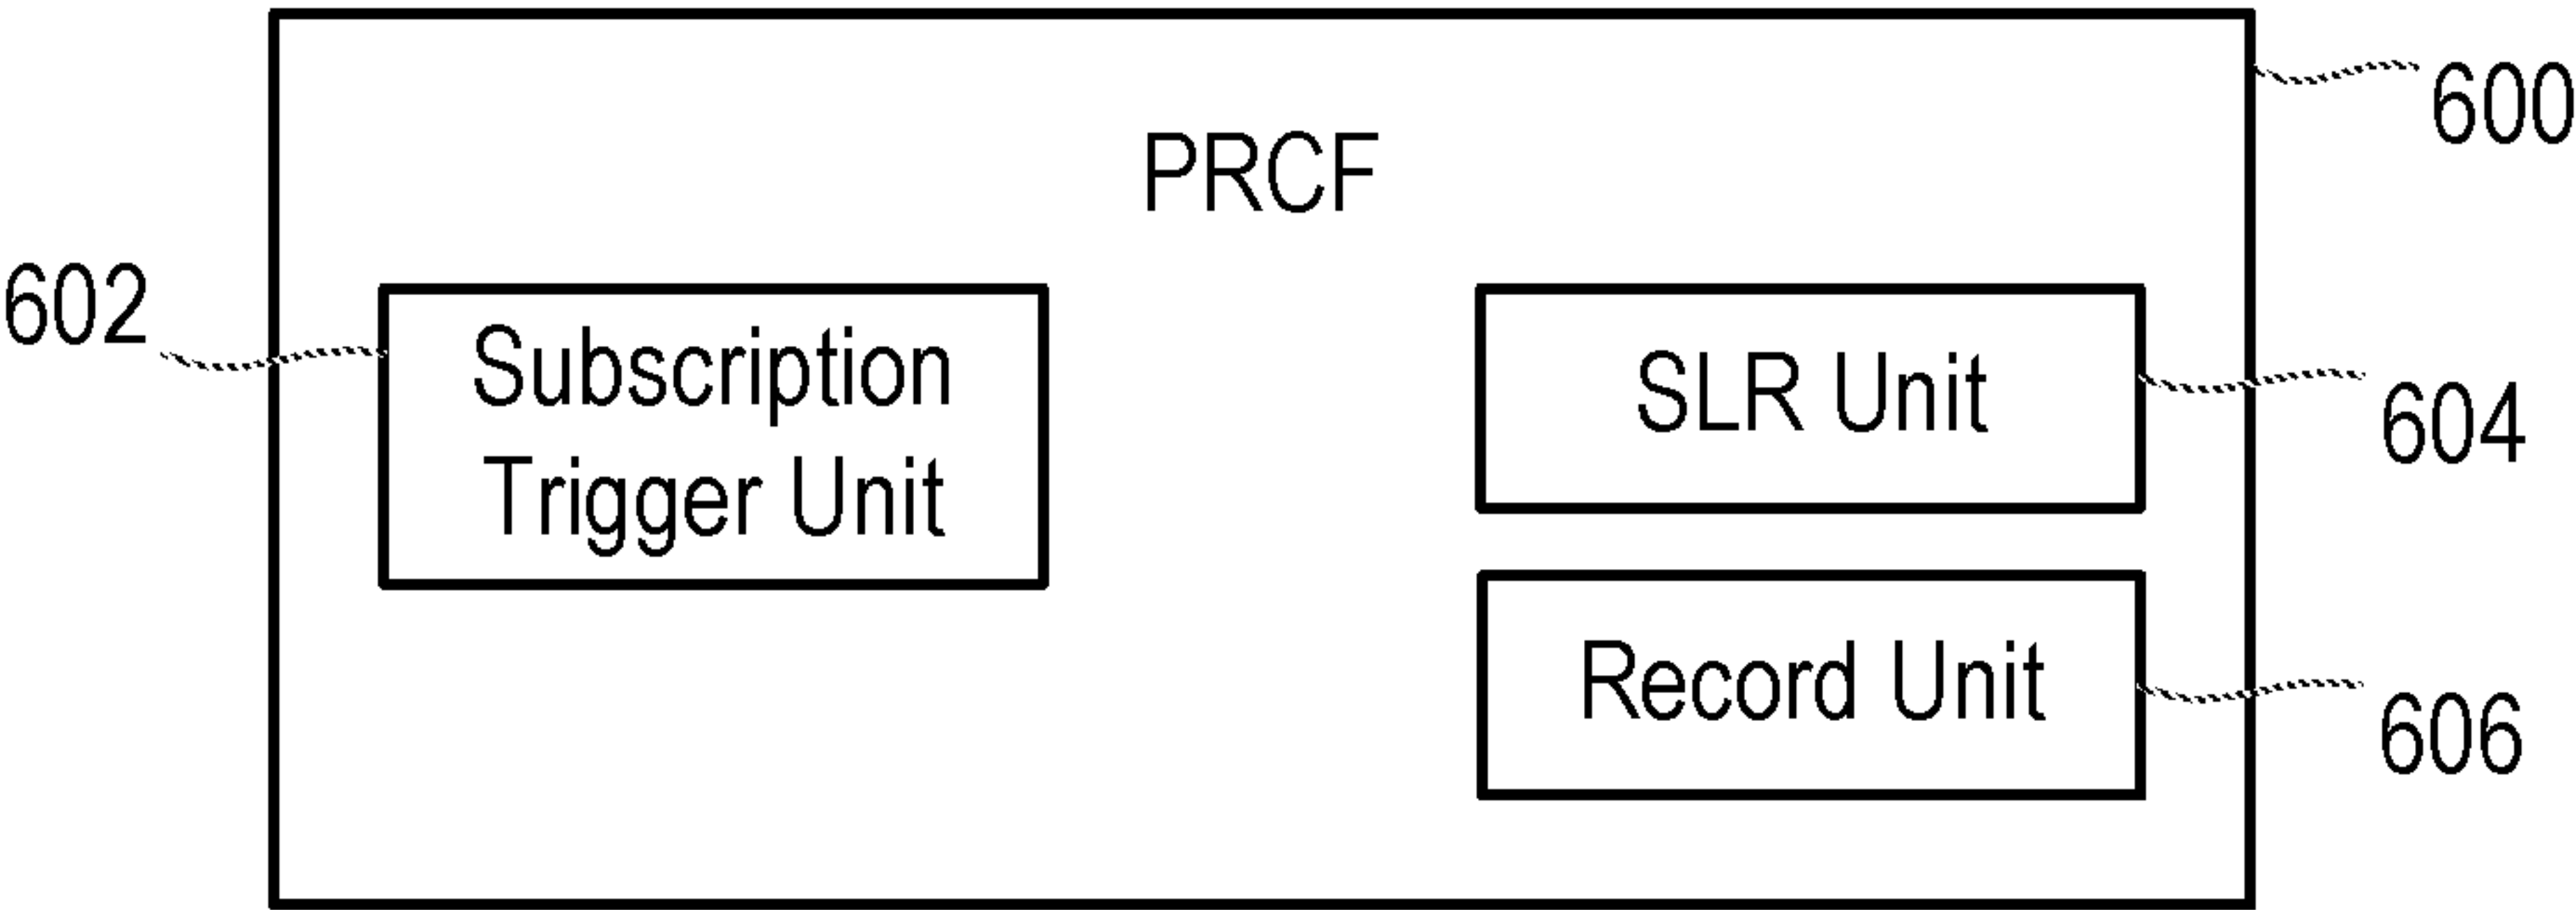 PRCF
600
602
Subscription
Trigger Unit
SLR Unit
604
Record Unit
606